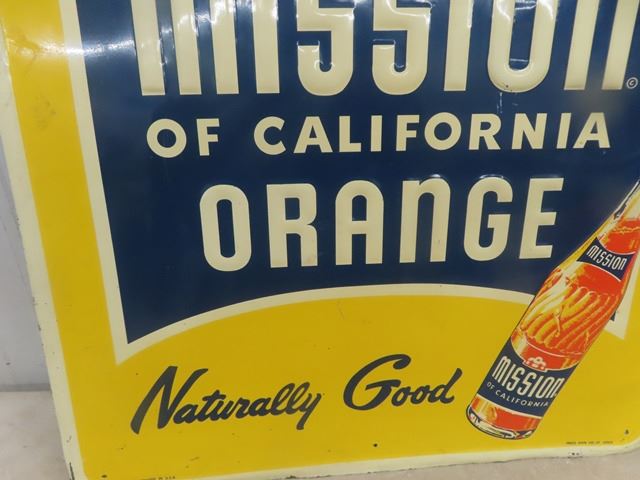 mission
©
OF CALIFORNIA
ORANGE
MISSION
MISSION
OF CALIFORNIA
Naturally Good